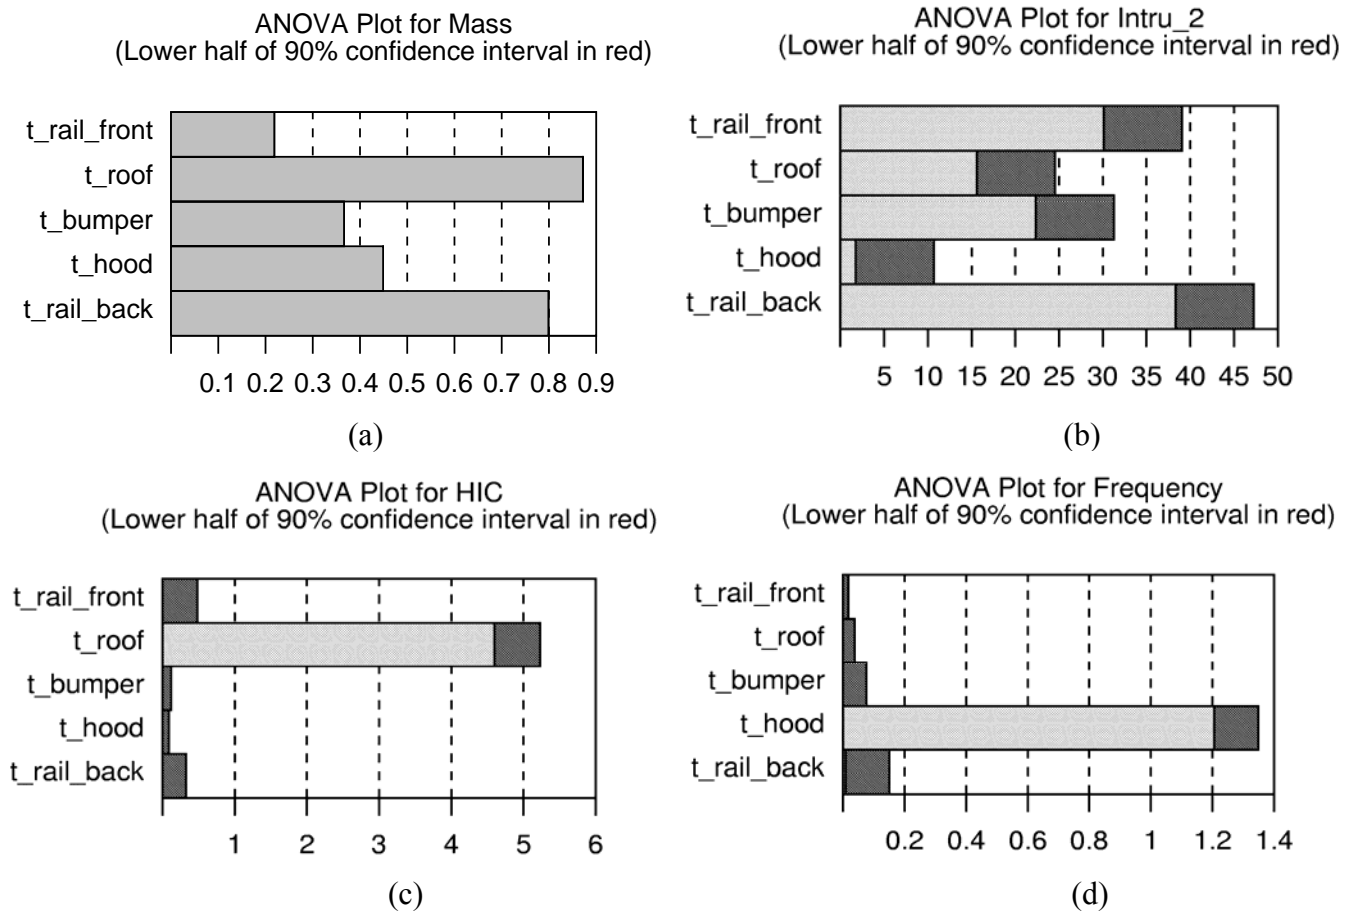 ANOVA Plot for Mass
(Lower half of 90% confidence interval in red)
t_rail_front
t_roof
t_bumper
t_hood
t_rail_back
0.1 0.2 0.3 0.4 0.5 0.6 0.7 0.8 0.9
(a)
ANOVA Plot for Intru_2
(Lower half of 90% confidence interval in red)
t_rail_front
t_roof
t_bumper
t_hood
t_rail_back
5 10 15 20 25 30 35 40 45 50
(b)
ANOVA Plot for HIC
(Lower half of 90% confidence interval in red)
t_rail_front
t_roof
t_bumper
t_hood
t_rail_back
1 2 3 4 5 6
(c)
ANOVA Plot for Frequency
(Lower half of 90% confidence interval in red)
t_rail_front
t_roof
t_bumper
t_hood
t_rail_back
0.2 0.4 0.6 0.8 1 1.2 1.4
(d)